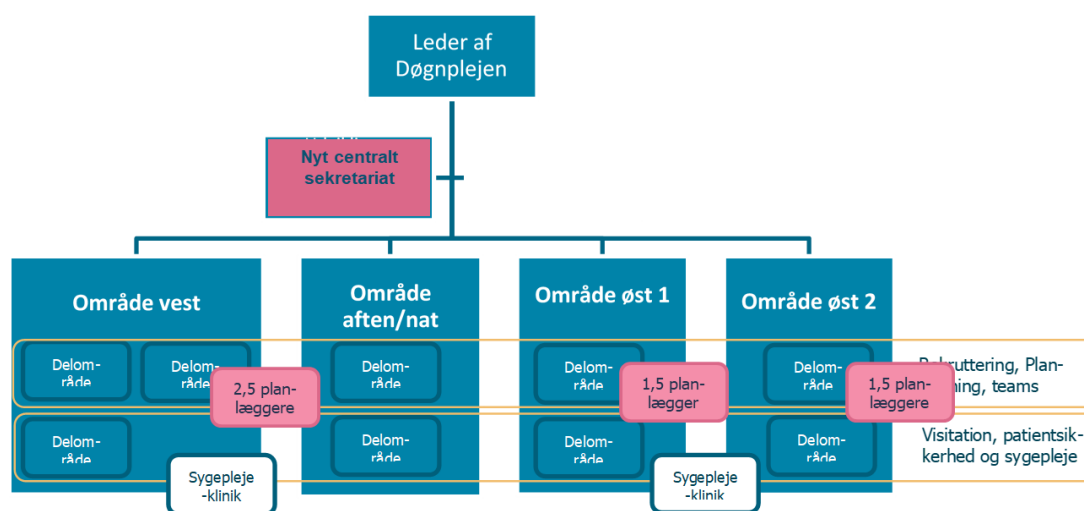 Leder af
Døgnplejen
Nyt centralt
sekretariat
Område vest
Område
aften/nat
Område øst 1
Område øst 2
Delom-
råde
Delom-
Delom-
råde
Delom-
råde
Delom-
råde
2,5 plan-
læggere
1,5 plan-
lægger
1,5 plan-
læggere
Plan-
teams
Delom-
råde
Delom-
råde
Delom-
råde
Delom-
råde
Visitation, patientsik-
kerhed og sygepleje
Sygepleje
-klinik
Sygepleje
-klinik